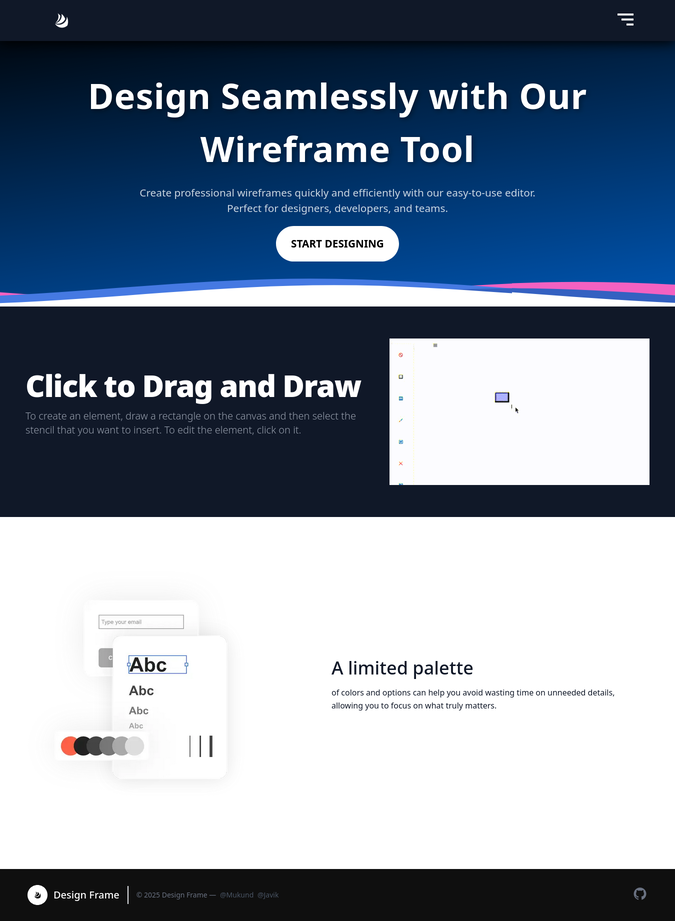 Design Seamlessly with Our
Wireframe Tool
Create professional wireframes quickly and efficiently with our easy-to-use editor.
Perfect for designers, developers, and teams.
START DESIGNING
Click to Drag and Draw
To create an element, draw a rectangle on the canvas and then select the
stencil that you want to insert. To edit the element, click on it.
Type your email
C
Abc
Abc
Abc
Abc
A limited palette
of colors and options can help you avoid wasting time on unneeded details,
allowing you to focus on what truly matters.
Design Frame
© 2025 Design Frame — @Mukund @Javik